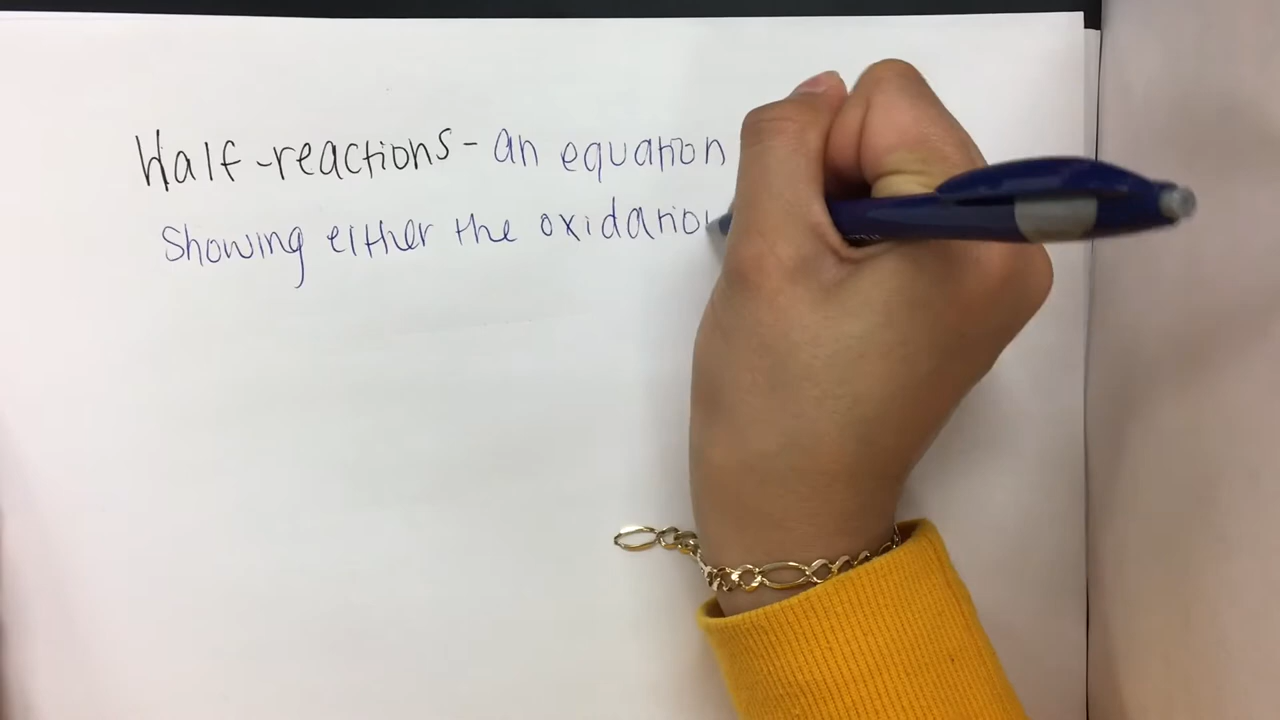 Half-reactions- an equation
showing either the oxidation